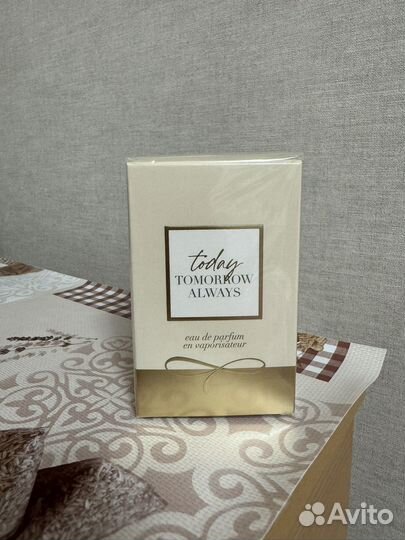 today
TOMORROW
ALWAYS
eau de parfum
en vaporisateur
Avito